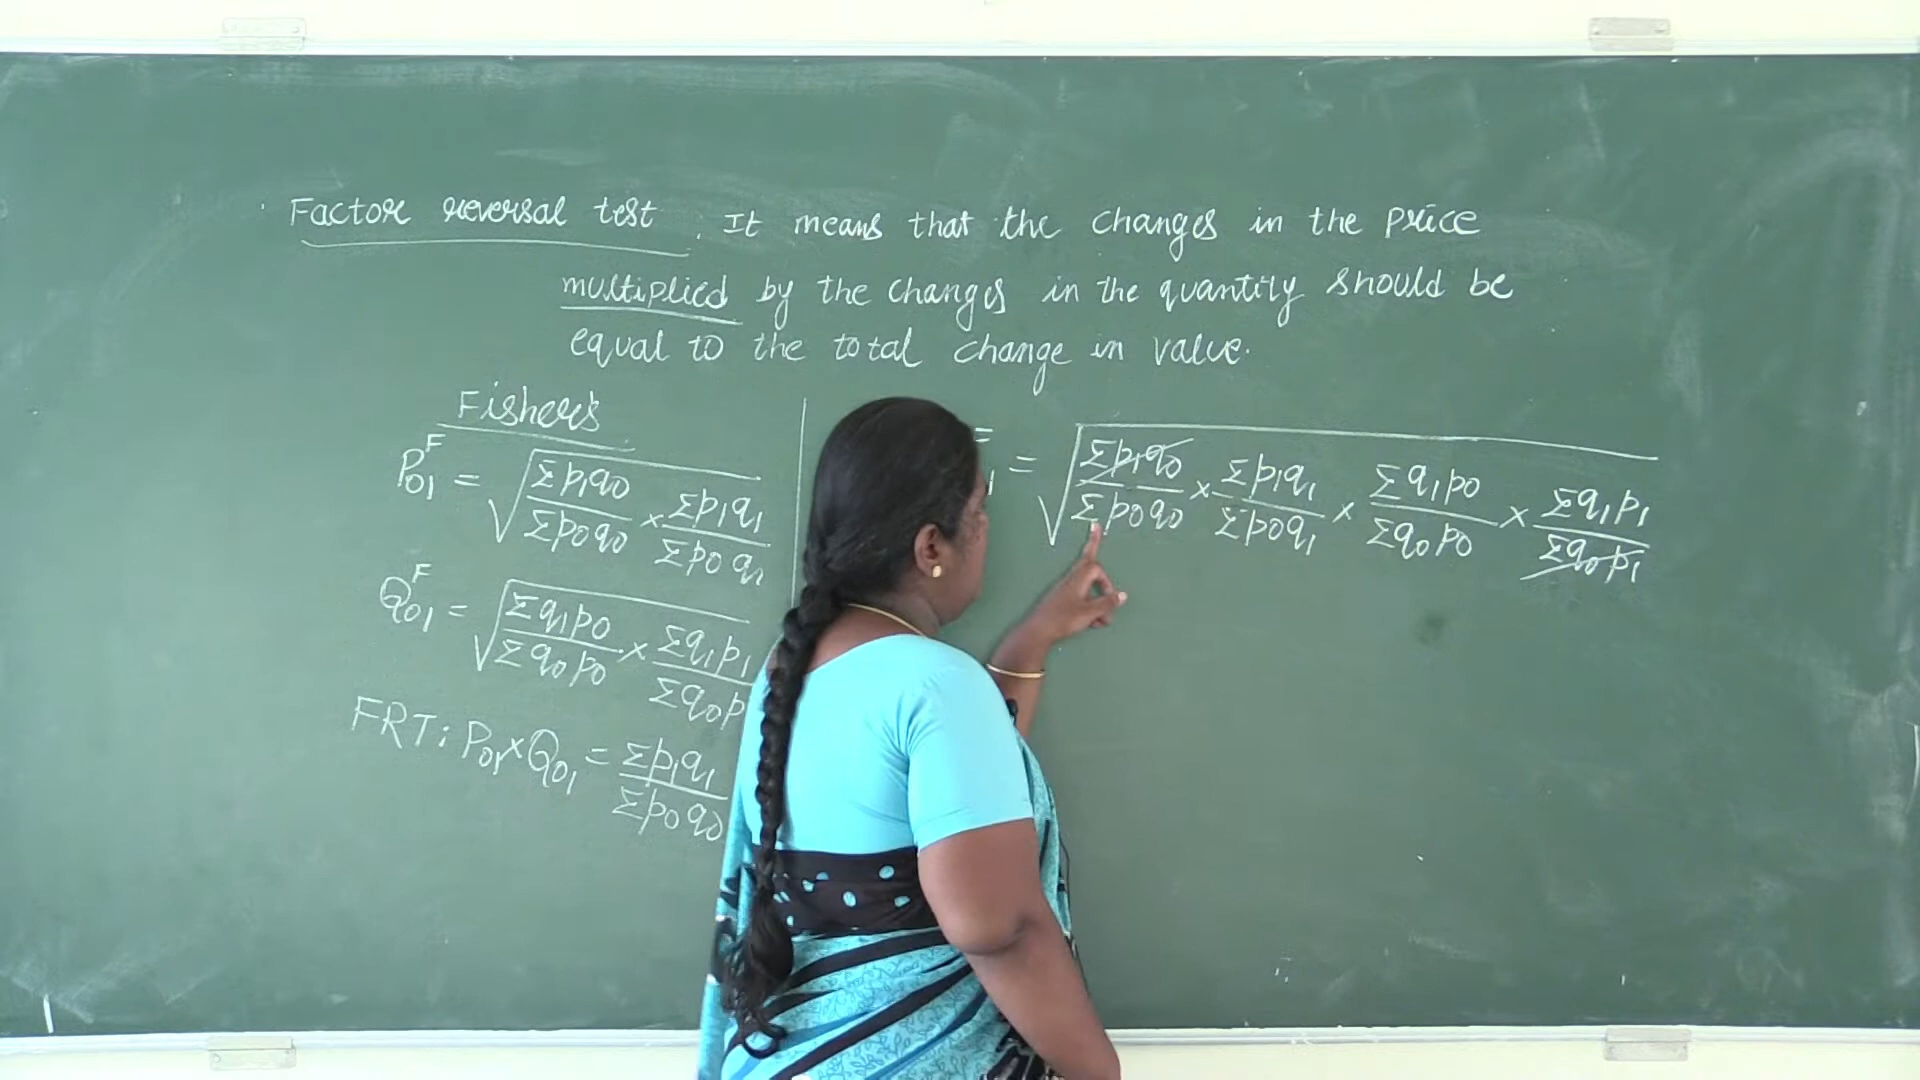 Factor reversal test. It means that the changes in the price
multiplied by the changes in the quantity should be
equal to the total change in value.
Fisher's
P₀₁ᶠ = √(Σp₁q₀/Σp₀q₀ × Σp₁q₁/Σp₀q₁)
Q₀₁ᶠ = √(Σq₁p₀/Σq₀p₀ × Σq₁p₁/Σq₀p
FRT: P₀₁×Q₀₁ = Σp₁q₁/Σp₀q₀
= √(Σp₁q₀/Σp₀q₀ × Σp₁q₁/Σp₀q₁ × Σq₁p₀/Σq₀p₀ × Σq₁p₁/Σq₀p₁)